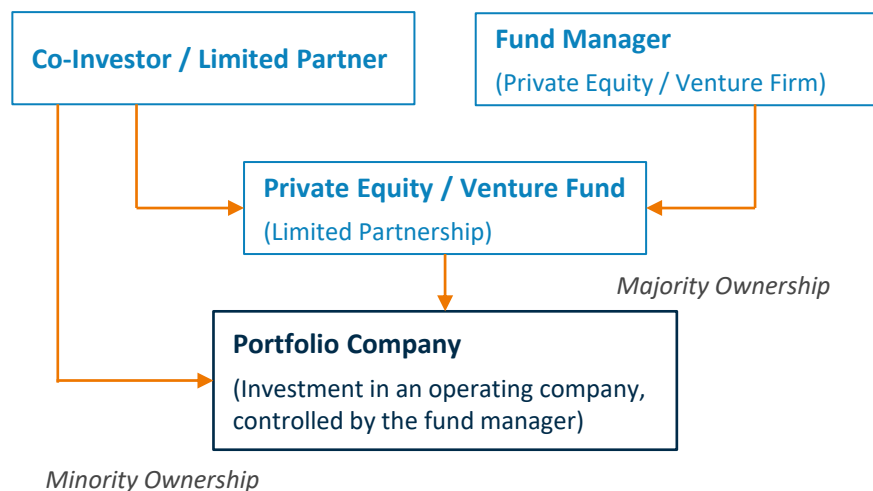 Co-Investor / Limited Partner
Fund Manager
(Private Equity / Venture Firm)
Private Equity / Venture Fund
(Limited Partnership)
Majority Ownership
Portfolio Company
(Investment in an operating company,
controlled by the fund manager)
Minority Ownership